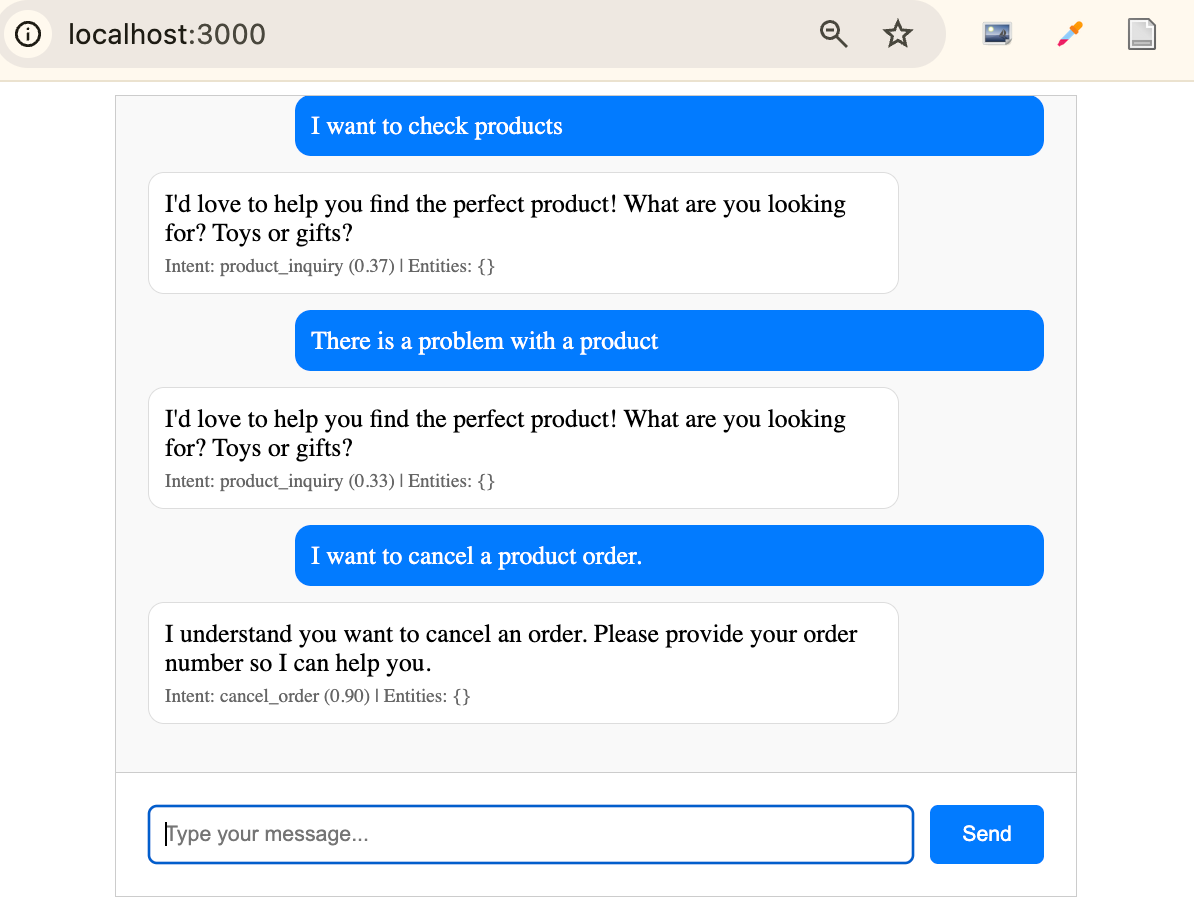 localhost:3000
I want to check products
I'd love to help you find the perfect product! What are you looking
for? Toys or gifts?
Intent: product_inquiry (0.37) | Entities: {}
There is a problem with a product
I'd love to help you find the perfect product! What are you looking
for? Toys or gifts?
Intent: product_inquiry (0.33) | Entities: {}
I want to cancel a product order.
I understand you want to cancel an order. Please provide your order
number so I can help you.
Intent: cancel_order (0.90) | Entities: {}
Type your message...
Send